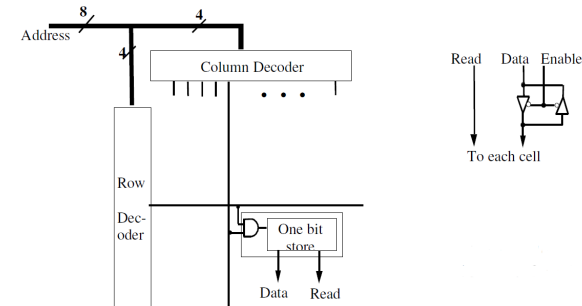 8
4
Address
4
Column Decoder
Read Data Enable
To each cell
Row
Dec-
oder
One bit
store
Data Read